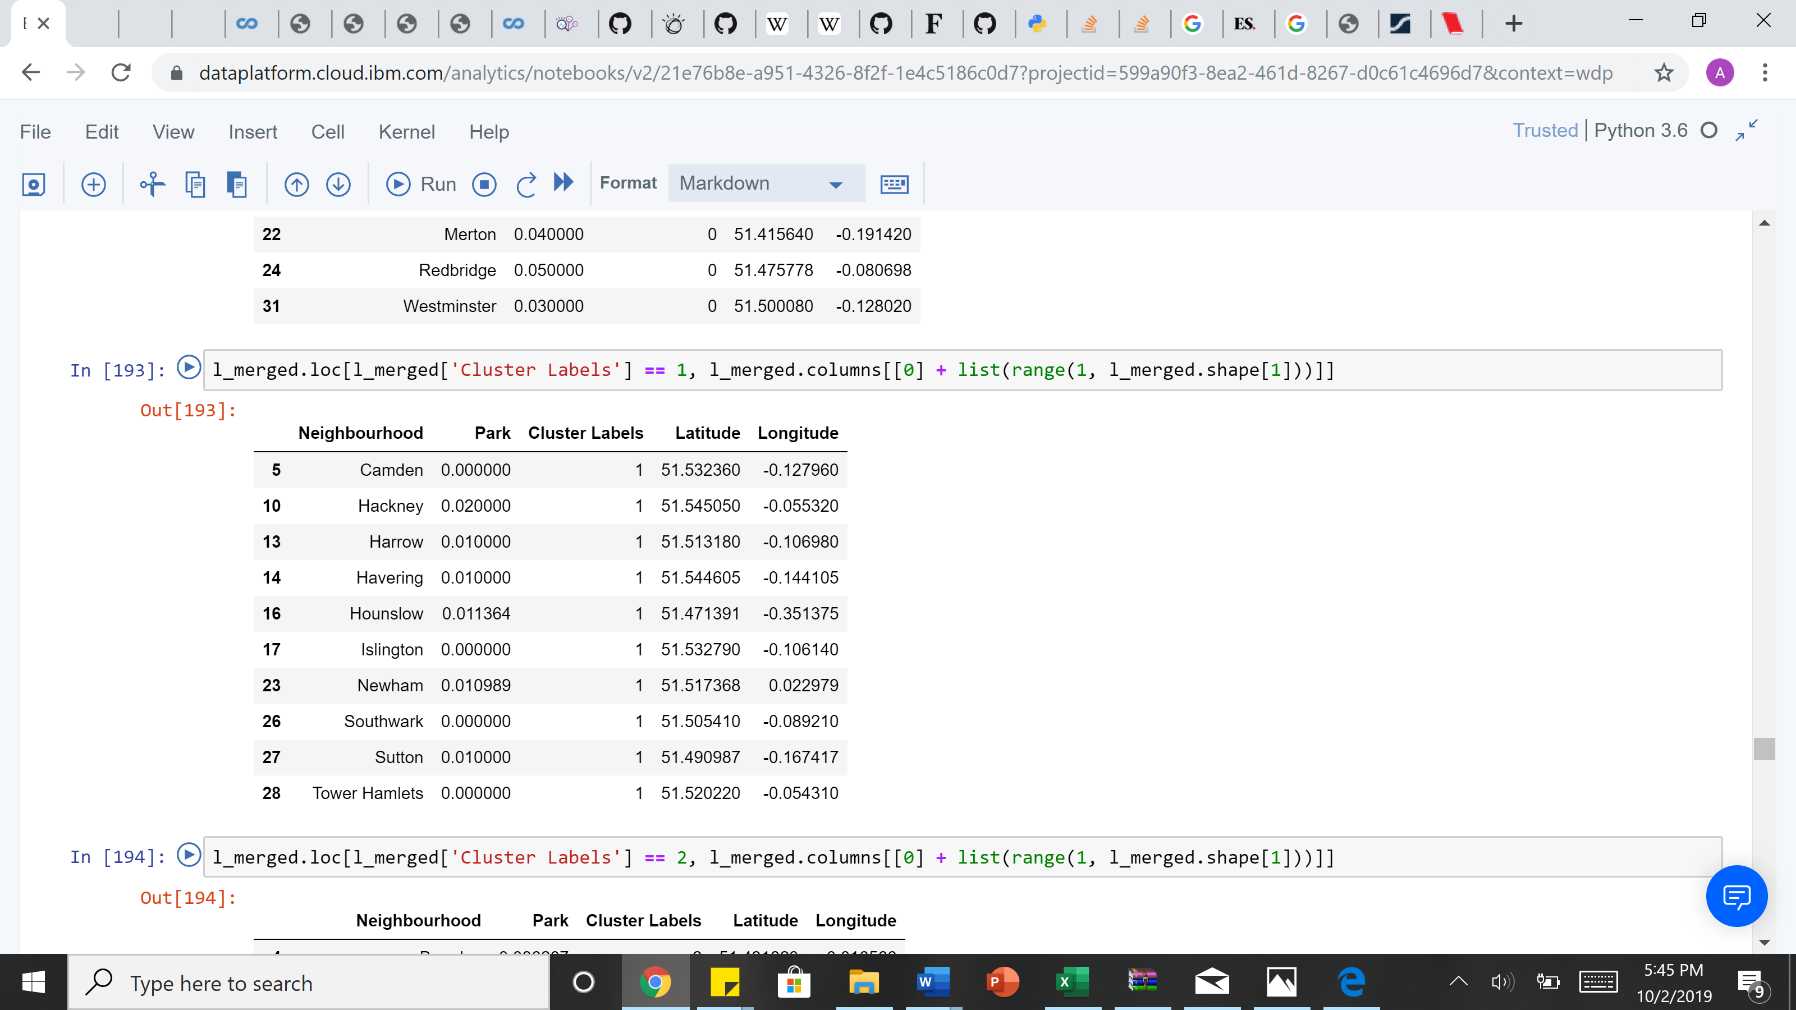 dataplatform.cloud.ibm.com/analytics/notebooks/v2/21e76b8e-a951-4326-8f2f-1e4c5186c0d7?projectid=599a90f3-8ea2-461d-8267-d0c61c4696d7&context=wdp
A
File Edit View Insert Cell Kernel Help
Trusted | Python 3.6
Run Format Markdown
22 Merton 0.040000 0 51.415640 -0.191420
24 Redbridge 0.050000 0 51.475778 -0.080698
31 Westminster 0.030000 0 51.500080 -0.128020
In [193]: l_merged.loc[l_merged['Cluster Labels'] == 1, l_merged.columns[[0] + list(range(1, l_merged.shape[1]))]]
Out[193]:
Neighbourhood Park Cluster Labels Latitude Longitude
5 Camden 0.000000 1 51.532360 -0.127960
10 Hackney 0.020000 1 51.545050 -0.055320
13 Harrow 0.010000 1 51.513180 -0.106980
14 Havering 0.010000 1 51.544605 -0.144105
16 Hounslow 0.011364 1 51.471391 -0.351375
17 Islington 0.000000 1 51.532790 -0.106140
23 Newham 0.010989 1 51.517368 0.022979
26 Southwark 0.000000 1 51.505410 -0.089210
27 Sutton 0.010000 1 51.490987 -0.167417
28 Tower Hamlets 0.000000 1 51.520220 -0.054310
In [194]: l_merged.loc[l_merged['Cluster Labels'] == 2, l_merged.columns[[0] + list(range(1, l_merged.shape[1]))]]
Out[194]:
Neighbourhood Park Cluster Labels Latitude Longitude
Type here to search
5:45 PM
10/2/2019
9